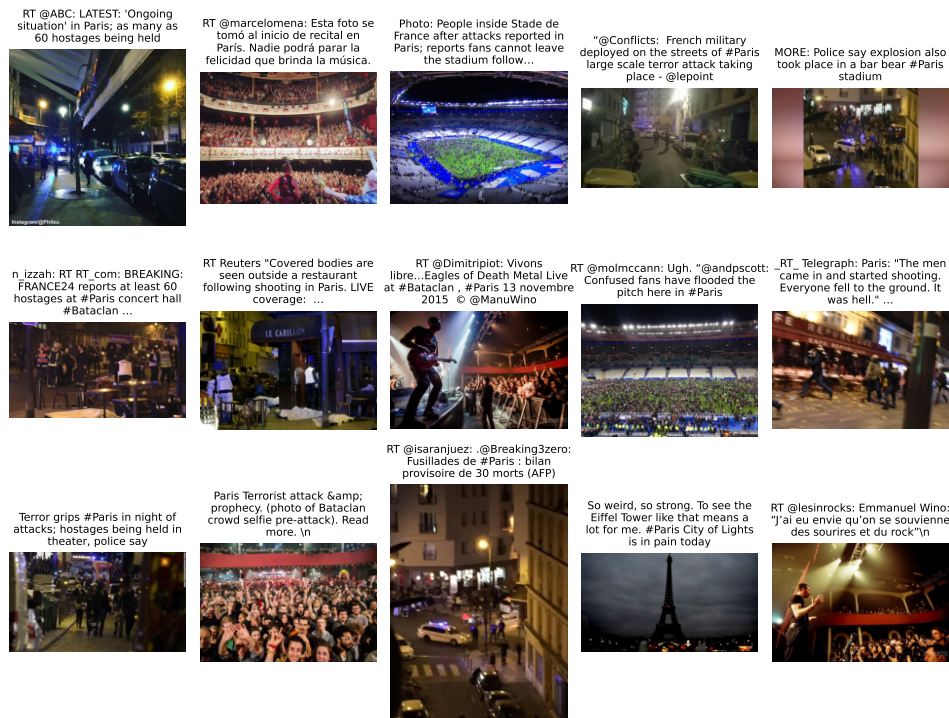 RT @ABC: LATEST: 'Ongoing
situation' in Paris; as many as
60 hostages being held
Instagram/@Philou
RT @marcelomena: Esta foto se
tomó al inicio de recital en
París. Nadie podrá parar la
felicidad que brinda la música.
Photo: People inside Stade de
France after attacks reported in
Paris; reports fans cannot leave
the stadium follow…
“@Conflicts:  French military
deployed on the streets of #Paris
large scale terror attack taking
place - @lepoint
MORE: Police say explosion also
took place in a bar bear #Paris
stadium
n_izzah: RT RT_com: BREAKING:
FRANCE24 reports at least 60
hostages at #Paris concert hall
#Bataclan …
RT Reuters "Covered bodies are
seen outside a restaurant
following shooting in Paris. LIVE
coverage:  …
LE CARILLON
RT @Dimitripiot: Vivons
libre...Eagles of Death Metal Live
at #Bataclan , #Paris 13 novembre
2015  © @ManuWino
RT @molmccann: Ugh. “@andpscott:
Confused fans have flooded the
pitch here in #Paris
_RT_ Telegraph: Paris: "The men
came in and started shooting.
Everyone fell to the ground. It
was hell." …
Terror grips #Paris in night of
attacks; hostages being held in
theater, police say
Paris Terrorist attack &amp;
prophecy. (photo of Bataclan
crowd selfie pre-attack). Read
more. \n
RT @isaranjuez: .@Breaking3zero:
Fusillades de #Paris : bilan
provisoire de 30 morts (AFP)
So weird, so strong. To see the
Eiffel Tower like that means a
lot for me. #Paris City of Lights
is in pain today
RT @lesinrocks: Emmanuel Wino:
“J’ai eu envie qu’on se souvienne
des sourires et du rock”\n